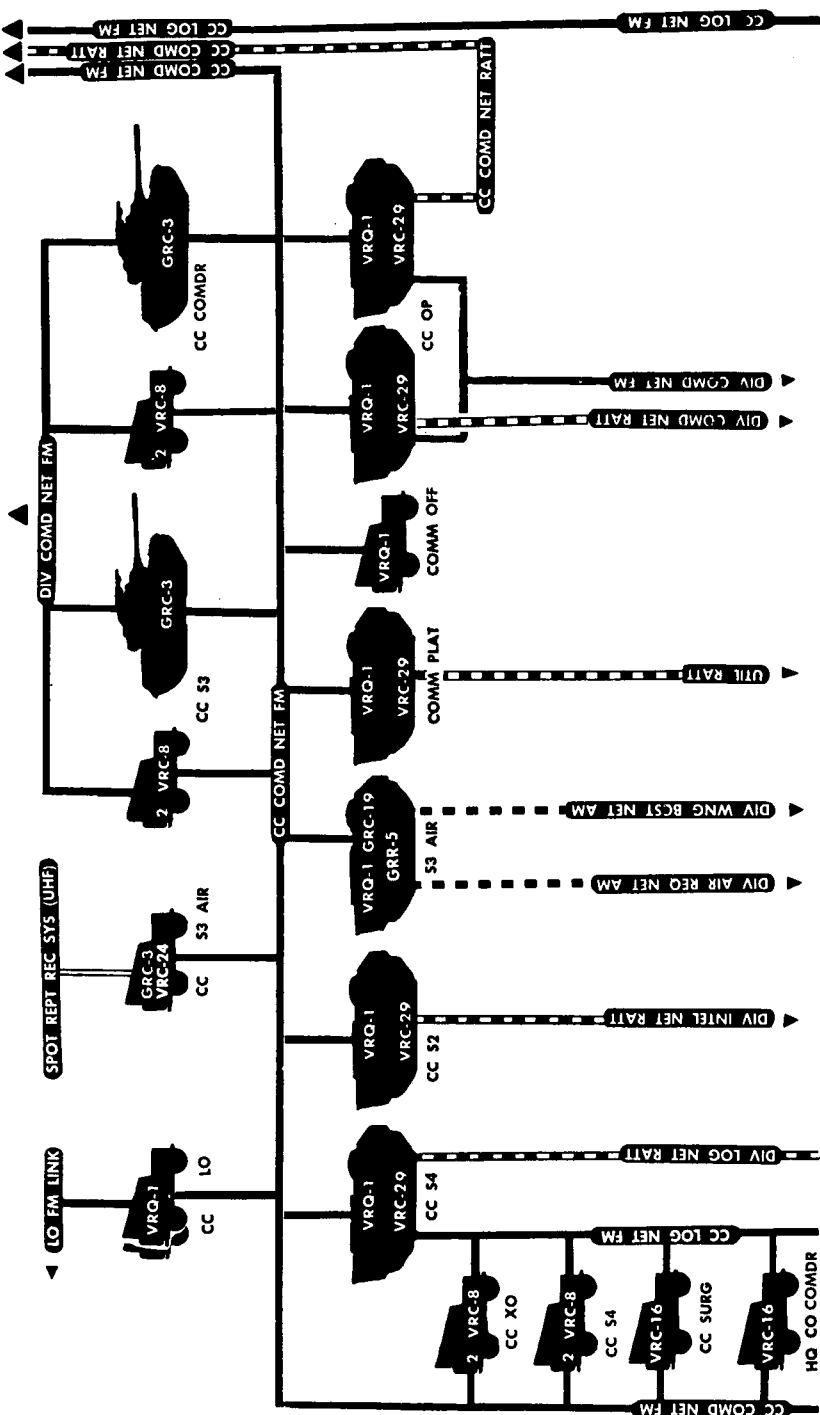 CC LOG NET FM
CC LOG NET FM
CC COMD NET RATT
CC COMD NET FM
CC COMD NET RATT
DIV COMD NET FM
GRC-3
CC COMDR
2 VRC-8
GRC-3
CC S3
2 VRC-8
SPOT REPT REC SYS (UHF)
GRC-3
VRC-24
CC S3 AIR
LO FM LINK
VRQ-1
CC LO
CC COMD NET FM
VRQ-1
VRC-29
CC OP
VRQ-1
VRC-29
DIV COMD NET FM
DIV COMD NET RATT
VRQ-1
COMM OFF
VRQ-1
VRC-29
COMM PLAT
UTIL RATT
VRQ-1 GRC-19
GRR-5
S3 AIR
DIV WNG BCST NET AM
DIV AIR REQ NET AM
VRQ-1
VRC-29
CC S2
DIV INTEL NET RATT
VRQ-1
VRC-29
CC S4
DIV LOG NET RATT
CC LOG NET FM
2 VRC-8
CC XO
2 VRC-8
CC S4
VRC-16
CC SURG
VRC-16
HQ CO COMDR
CC COMD NET FM